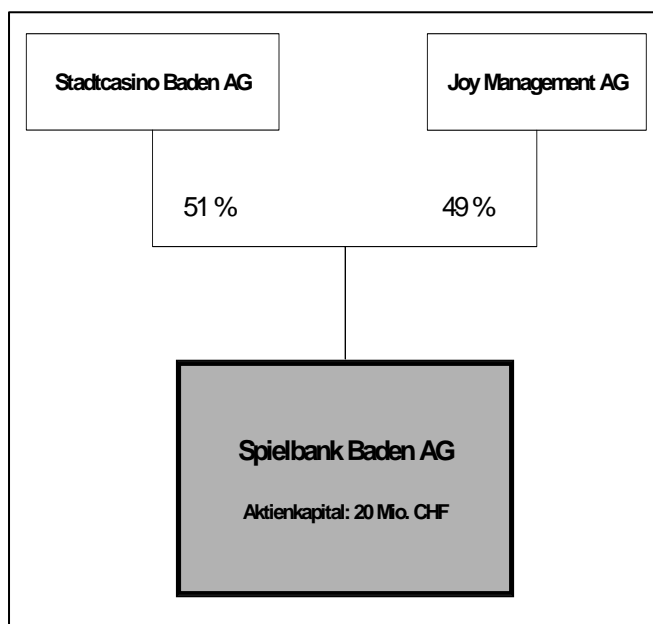 Stadtcasino Baden AG
Joy Management AG
51 %
49 %
Spielbank Baden AG
Aktienkapital: 20 Mio. CHF